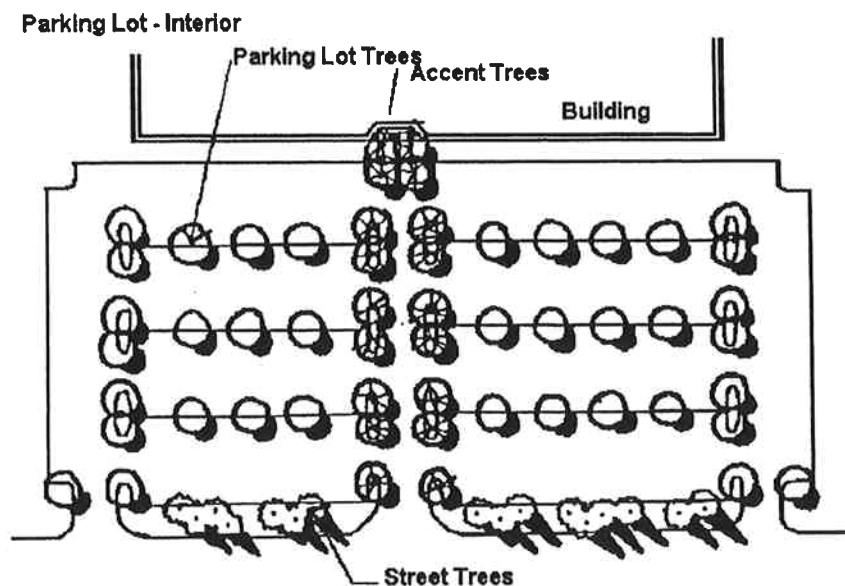 Parking Lot - Interior
Parking Lot Trees
Accent Trees
Building
Street Trees